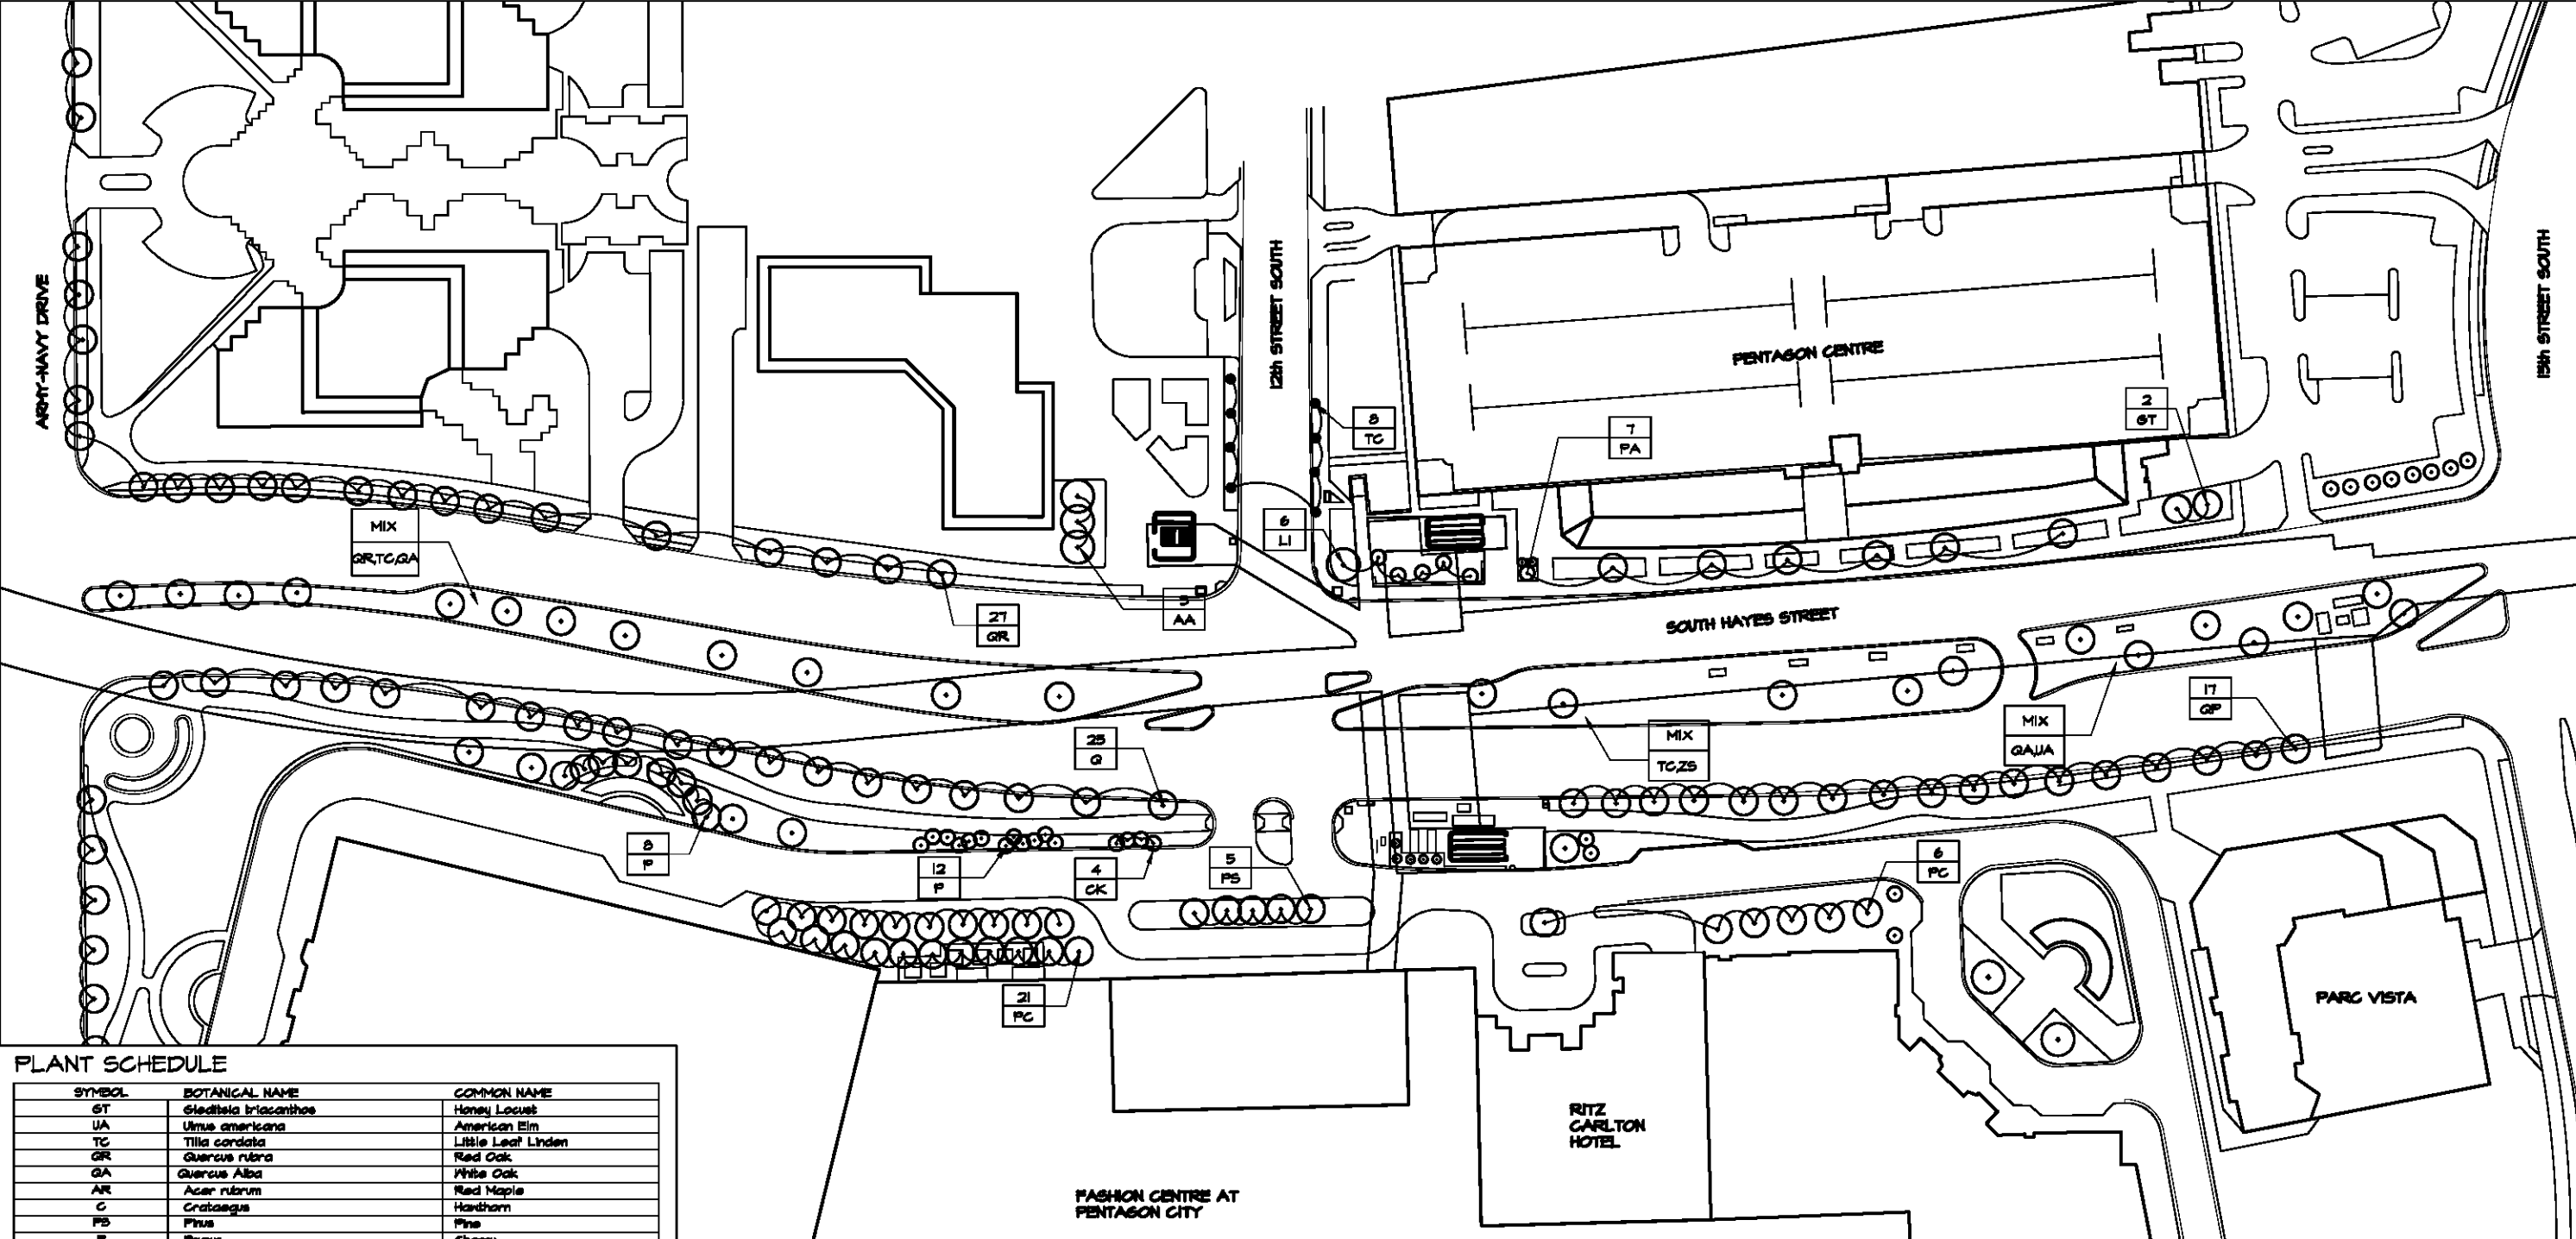 ARMY-NAVY DRIVE
12th STREET SOUTH
15th STREET SOUTH
PENTAGON CENTRE
2
GT
8
TC
7
PA
6
LI
MIX
QR,TC,QA
3
AA
27
QR
SOUTH HAYES STREET
17
QP
MIX
QA,UA
MIX
TC,ZS
25
Q
8
P
12
P
4
CK
5
PS
6
PC
21
PC
PARC VISTA
RITZ
CARLTON
HOTEL
FASHION CENTRE AT
PENTAGON CITY
PLANT SCHEDULE
SYMBOL BOTANICAL NAME COMMON NAME
GT Gleditsia triacanthos Honey Locust
UA Ulmus americana American Elm
TC Tilia cordata Little Leaf Linden
QR Quercus rubra Red Oak
QA Quercus Alba White Oak
AR Acer rubrum Red Maple
C Crataegus Hawthorn
PS Pinus Pine